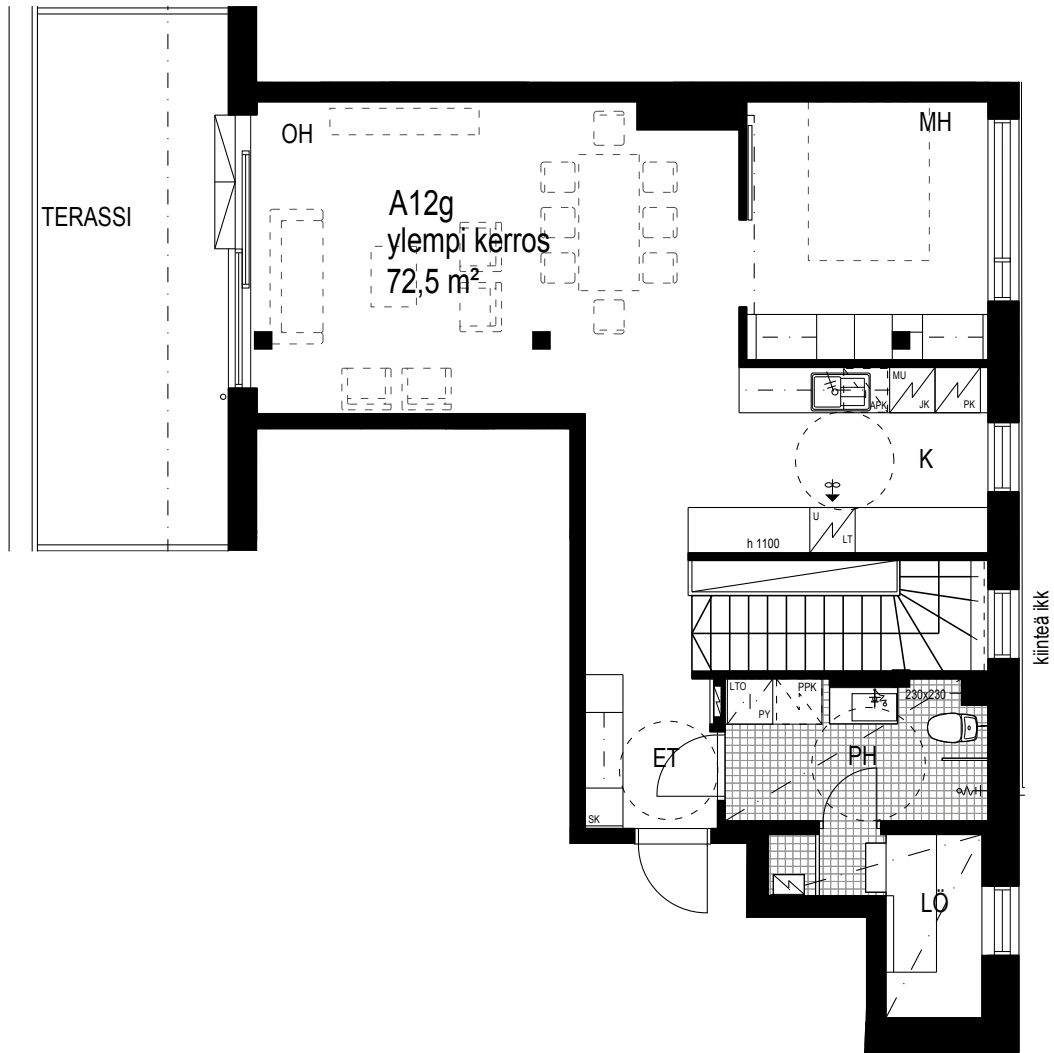 OH
MH
TERASSI
A12g
ylempi kerros
72,5 m²
MU
APK
JK
PK
K
U
LT
h 1100
kiinteä ikk
LTO
PPK
PY
230x230
ET
PH
SK
LÖ